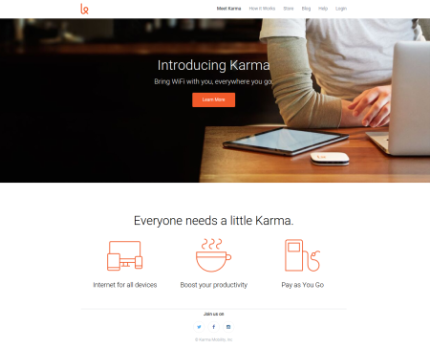 Meet Karma How It Works Store Blog Help Login
Introducing Karma
Bring WiFi with you, everywhere you go
Learn More
Everyone needs a little Karma.
Internet for all devices Boost your productivity Pay as You Go
Join us on
© Karma Mobility, Inc.